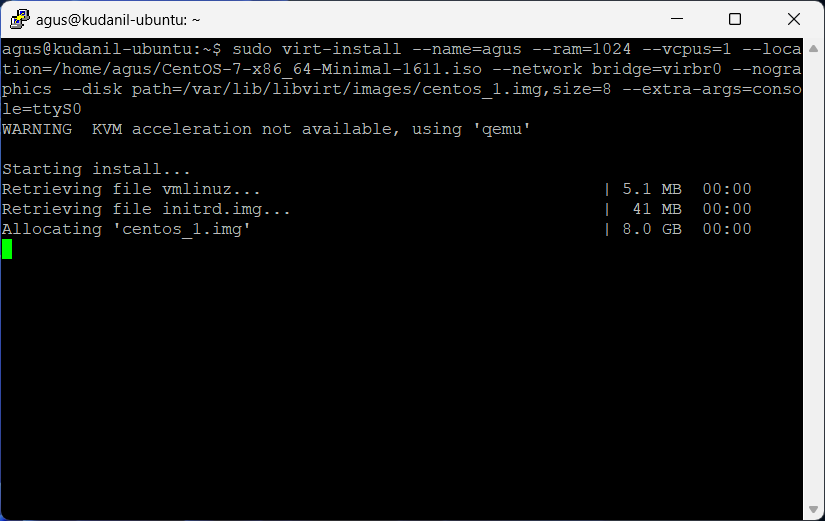 agus@kudanil-ubuntu: ~
agus@kudanil-ubuntu:~$ sudo virt-install --name=agus --ram=1024 --vcpus=1 --loca
tion=/home/agus/CentOS-7-x86_64-Minimal-1611.iso --network bridge=virbr0 --nogra
phics --disk path=/var/lib/libvirt/images/centos_1.img,size=8 --extra-args=conso
le=ttyS0
WARNING  KVM acceleration not available, using 'qemu'
Starting install...
Retrieving file vmlinuz...                                  | 5.1 MB  00:00
Retrieving file initrd.img...                               |  41 MB  00:00
Allocating 'centos_1.img'                                   | 8.0 GB  00:00